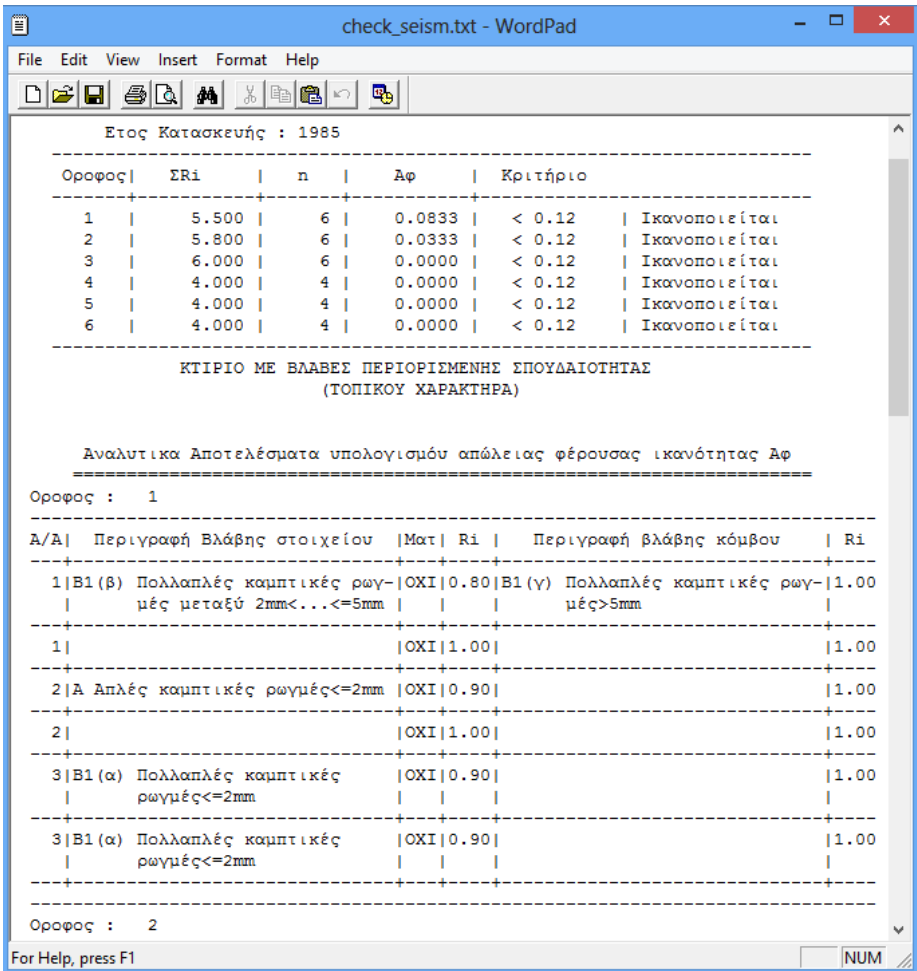 check_seism.txt - WordPad
File Edit View Insert Format Help
Ετος Κατασκευής : 1985
--------------------------------------------------------------------------------
Οροφος| ΣRi | n | Αφ | Κριτήριο
-------+------------+-------+-----------+-------------------------
1 | 5.500 | 6 | 0.0833 | < 0.12 | Ικανοποιείται
2 | 5.800 | 6 | 0.0333 | < 0.12 | Ικανοποιείται
3 | 6.000 | 6 | 0.0000 | < 0.12 | Ικανοποιείται
4 | 4.000 | 4 | 0.0000 | < 0.12 | Ικανοποιείται
5 | 4.000 | 4 | 0.0000 | < 0.12 | Ικανοποιείται
6 | 4.000 | 4 | 0.0000 | < 0.12 | Ικανοποιείται
--------------------------------------------------------------------------------
ΚΤΙΡΙΟ ΜΕ ΒΛΑΒΕΣ ΠΕΡΙΟΡΙΣΜΕΝΗΣ ΣΠΟΥΔΑΙΟΤΗΤΑΣ
(ΤΟΠΙΚΟΥ ΧΑΡΑΚΤΗΡΑ)
Αναλυτικα Αποτελέσματα υπολογισμόυ απώλειας φέρουσας ικανότητας Αφ
==================================================================
Οροφος : 1
--------------------------------------------------------------------------------
Α/Α| Περιγραφή Βλάβης στοιχείου |Ματ| Ri | Περιγραφή βλάβης κόμβου | Ri
---+------------------------------+---+----+------------------------------+----
1|Β1(β) Πολλαπλές καμπτικές ρωγ-|ΟΧΙ|0.80|Β1(γ) Πολλαπλές καμπτικές ρωγ-|1.00
| μές μεταξύ 2mm<...<=5mm | | | μές>5mm |
---+------------------------------+---+----+------------------------------+----
1| |ΟΧΙ|1.00| |1.00
---+------------------------------+---+----+------------------------------+----
2|Α Απλές καμπτικές ρωγμές<=2mm |ΟΧΙ|0.90| |1.00
---+------------------------------+---+----+------------------------------+----
2| |ΟΧΙ|1.00| |1.00
---+------------------------------+---+----+------------------------------+----
3|Β1(α) Πολλαπλές καμπτικές |ΟΧΙ|0.90| |1.00
| ρωγμές<=2mm | | | |
---+------------------------------+---+----+------------------------------+----
3|Β1(α) Πολλαπλές καμπτικές |ΟΧΙ|0.90| |1.00
| ρωγμές<=2mm | | | |
---+------------------------------+---+----+------------------------------+----
--------------------------------------------------------------------------------
Οροφος : 2
For Help, press F1 NUM